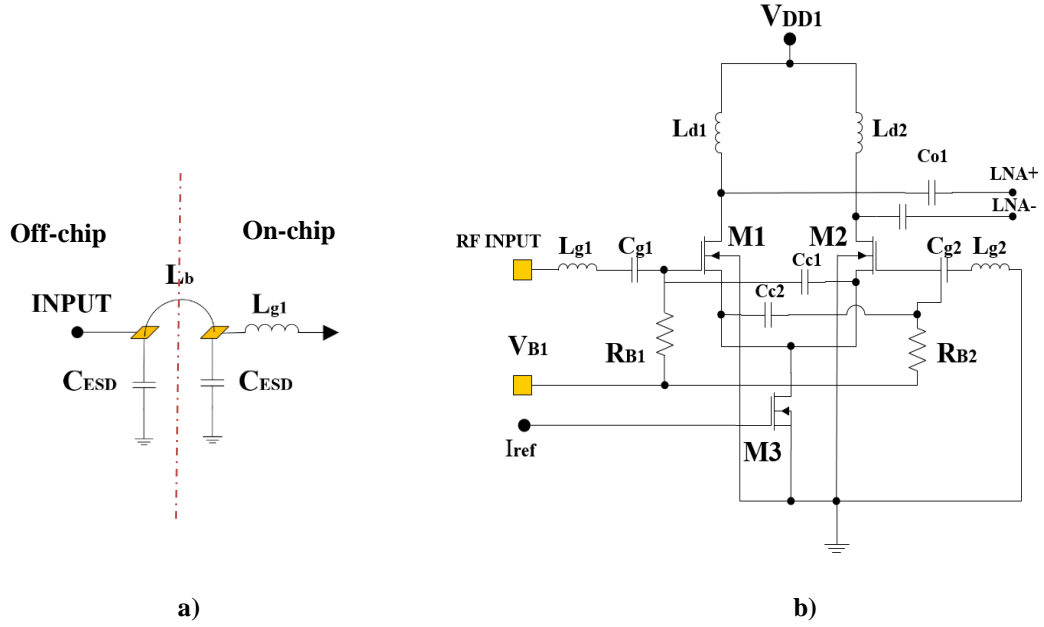 Off-chip
On-chip
Lb
INPUT
Lg1
CESD
CESD
a)
VDD1
Ld1
Ld2
Co1
LNA+
LNA-
RF INPUT
Lg1
Cg1
M1
M2
Cc1
Cg2
Lg2
Cc2
VB1
RB1
RB2
Iref
M3
b)